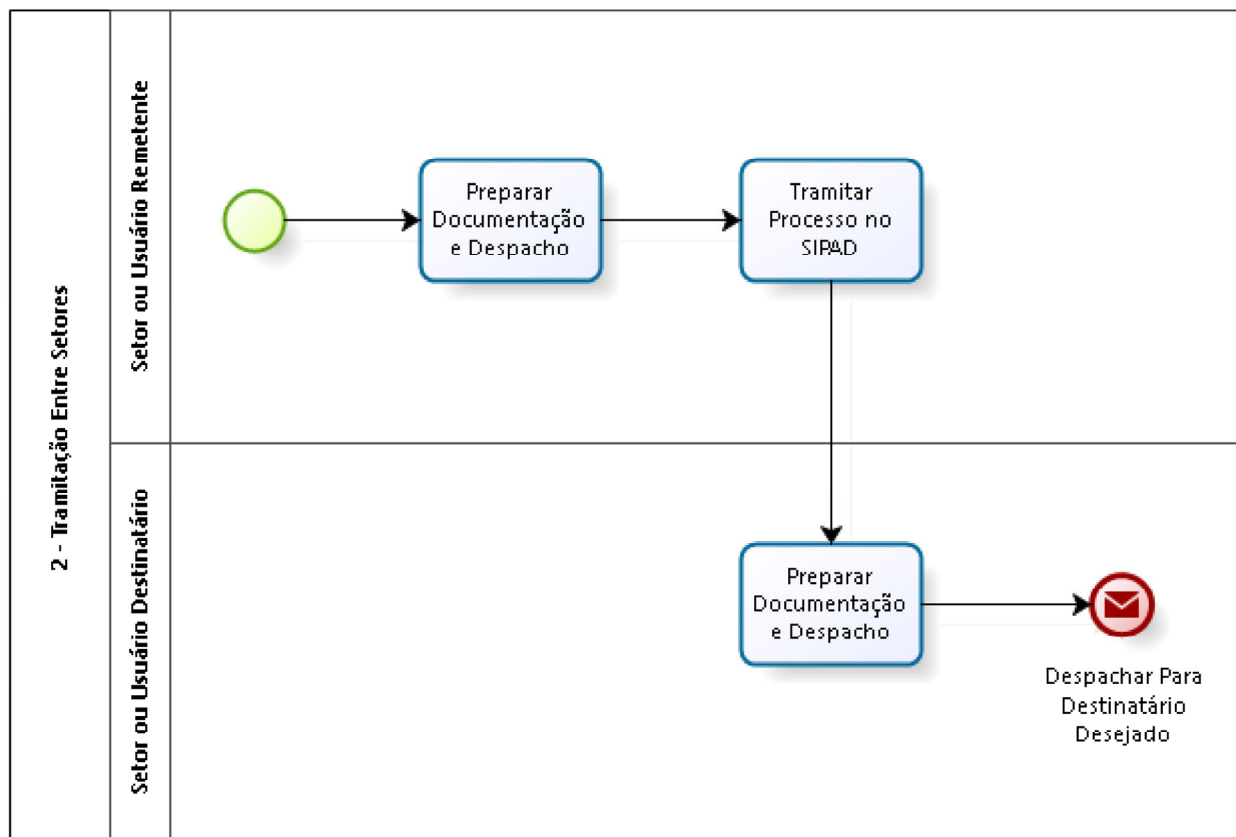 2 - Tramitação Entre Setores
Setor ou Usuário Remetente
Preparar
Documentação
e Despacho
Tramitar
Processo no
SIPAD
Setor ou Usuário Destinatário
Preparar
Documentação
e Despacho
Despachar Para
Destinatário
Desejado